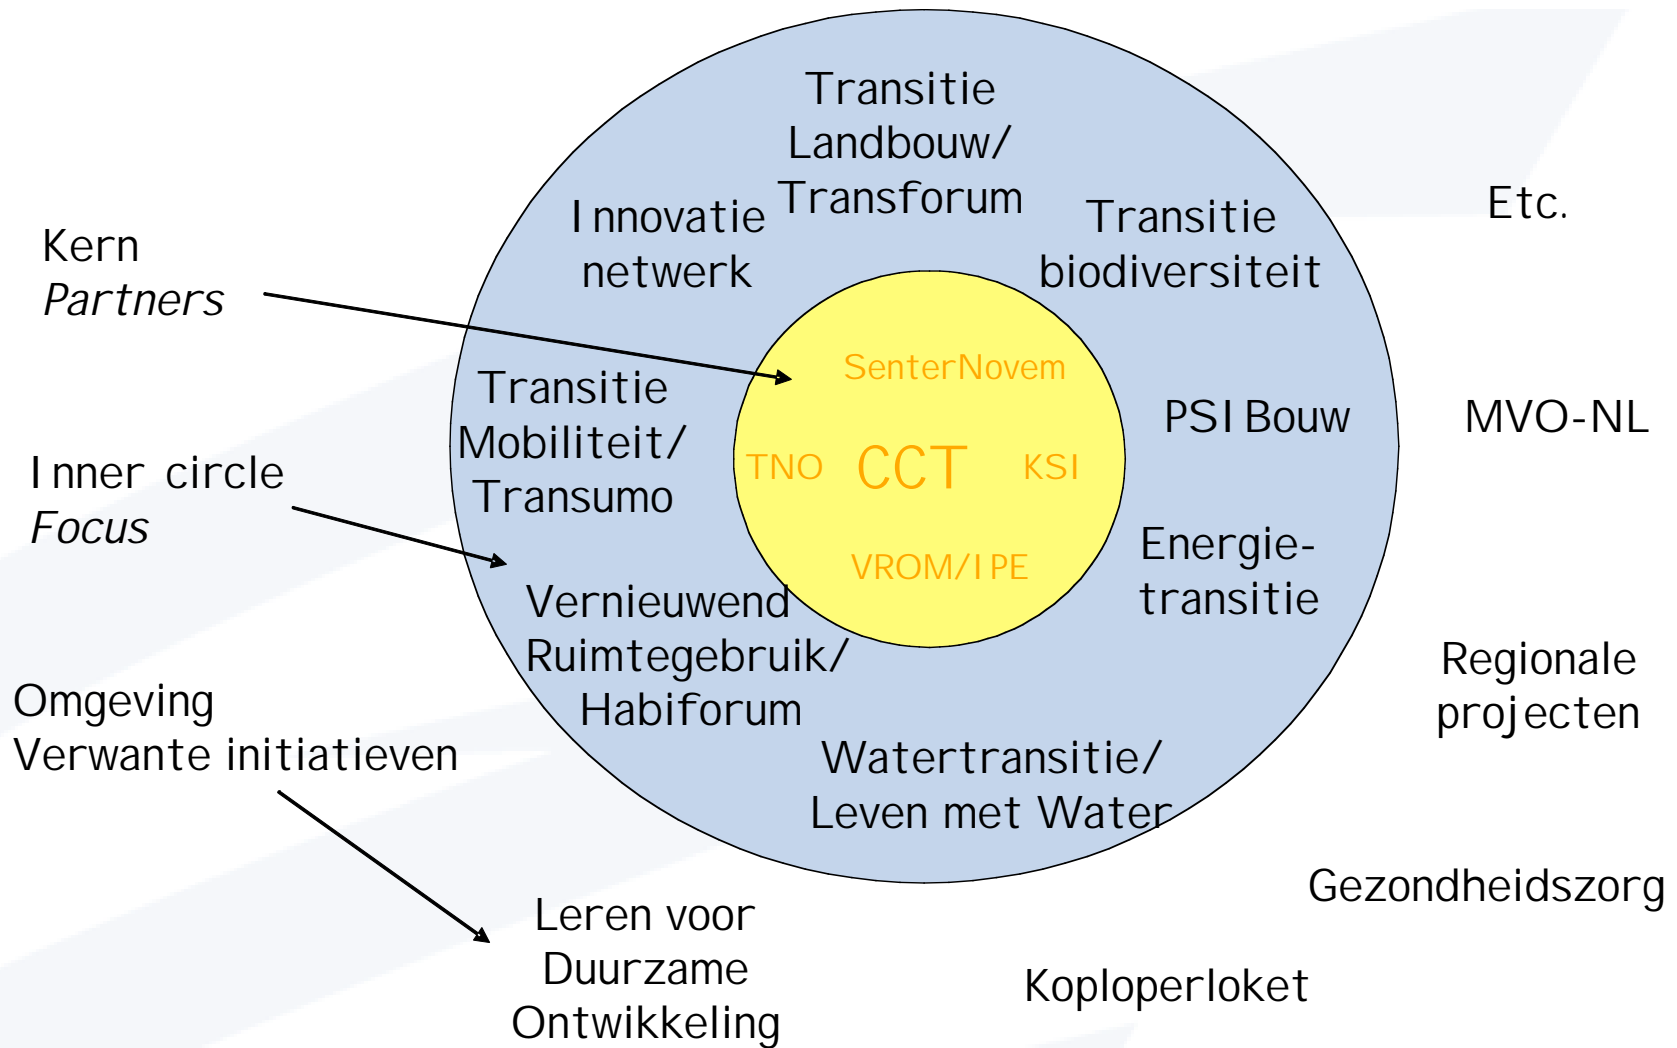 Transitie
Landbouw/
Transforum
Innovatie
netwerk
Transitie
biodiversiteit
Etc.
Kern
Partners
SenterNovem
Transitie
Mobiliteit/
Transumo
PSI Bouw
MVO-NL
TNO
CCT
KSI
Inner circle
Focus
VROM/IPE
Energie-
transitie
Vernieuwend
Ruimtegebruik/
Habiforum
Regionale
projecten
Omgeving
Verwante initiatieven
Watertransitie/
Leven met Water
Gezondheidszorg
Leren voor
Duurzame
Ontwikkeling
Koploperloket